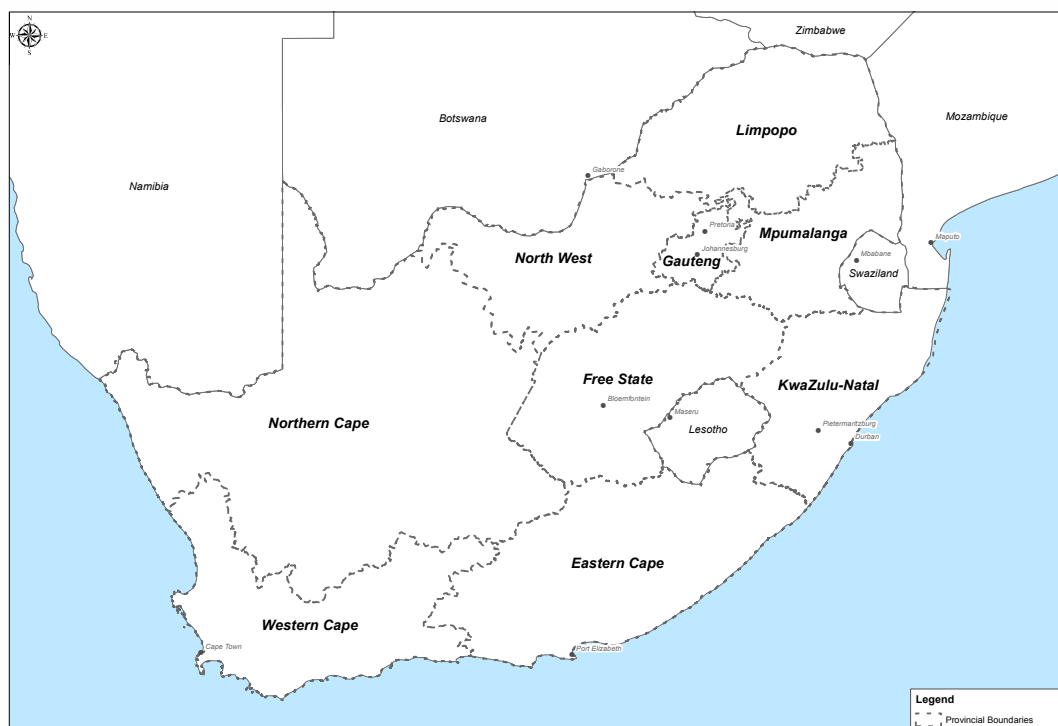 N
W E
S
Zimbabwe
Botswana
Mozambique
Limpopo
Gaborone
Namibia
Pretoria
Mpumalanga
Maputo
North West
Johannesburg
Gauteng
Mbabane
Swaziland
Free State
KwaZulu-Natal
Bloemfontein
Maseru
Northern Cape
Lesotho
Pietermaritzburg
Durban
Eastern Cape
Western Cape
Cape Town
Port Elizabeth
Legend
Provincial Boundaries